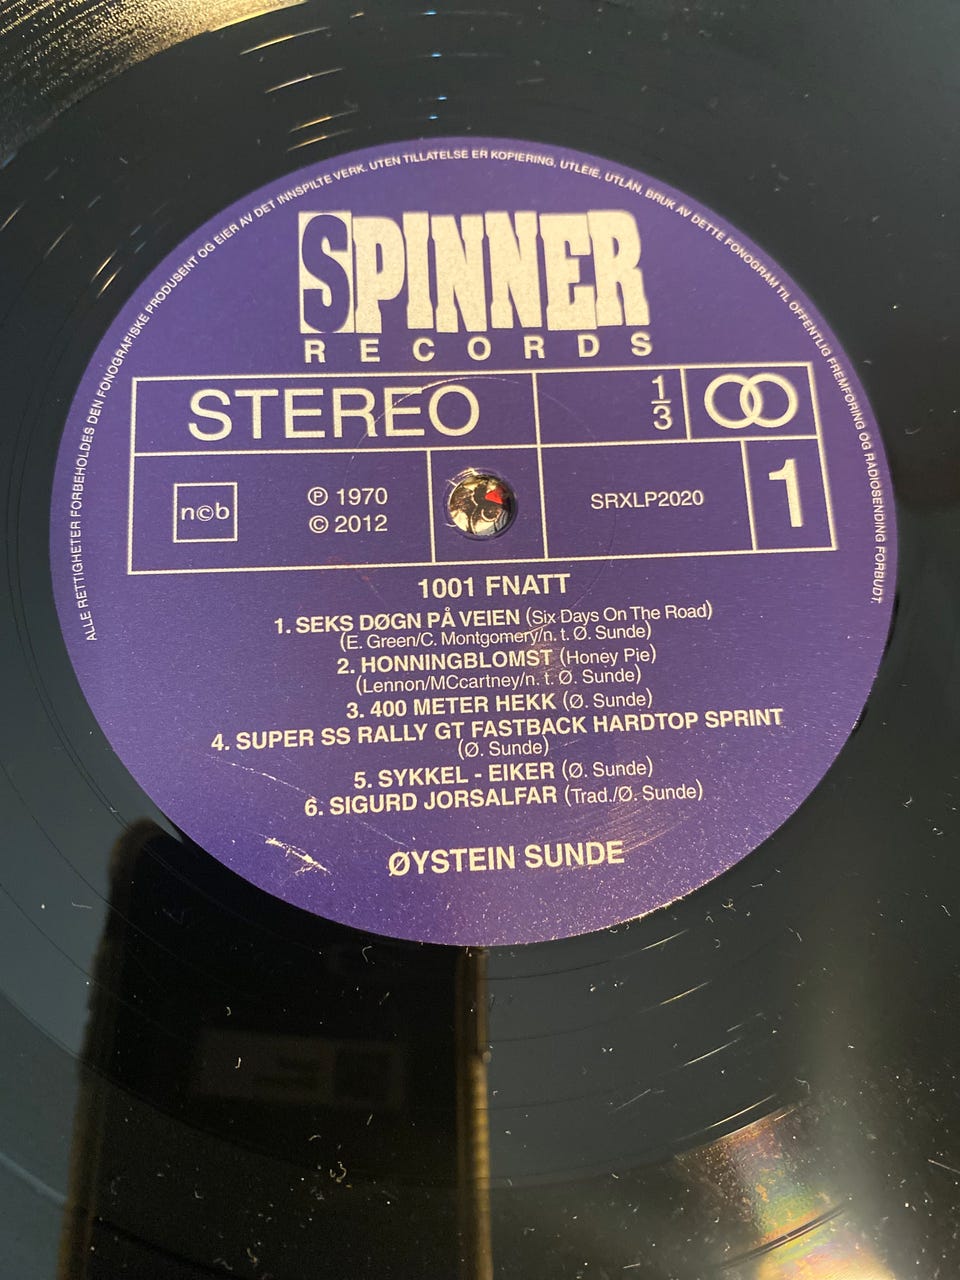 ALLE RETTIGHETER FORBEHOLDES DEN FONOGRAFISKE PRODUSENT OG EIER AV DET INNSPILTE VERK. UTEN TILLATELSE ER KOPIERING, UTLEIE, UTLÅN, BRUK AV DETTE FONOGRAM TIL OFFENTLIG FREMFØRING OG RADIOSENDING FORBUDT.
SPINNER
RECORDS
STEREO
1/3
n©b
℗ 1970
© 2012
SRXLP2020
1
1001 FNATT
1. SEKS DØGN PÅ VEIEN (Six Days On The Road)
(E. Green/C. Montgomery/n. t. Ø. Sunde)
2. HONNINGBLOMST (Honey Pie)
(Lennon/MCcartney/n. t. Ø. Sunde)
3. 400 METER HEKK (Ø. Sunde)
4. SUPER SS RALLY GT FASTBACK HARDTOP SPRINT
(Ø. Sunde)
5. SYKKEL - EIKER (Ø. Sunde)
6. SIGURD JORSALFAR (Trad./Ø. Sunde)
ØYSTEIN SUNDE